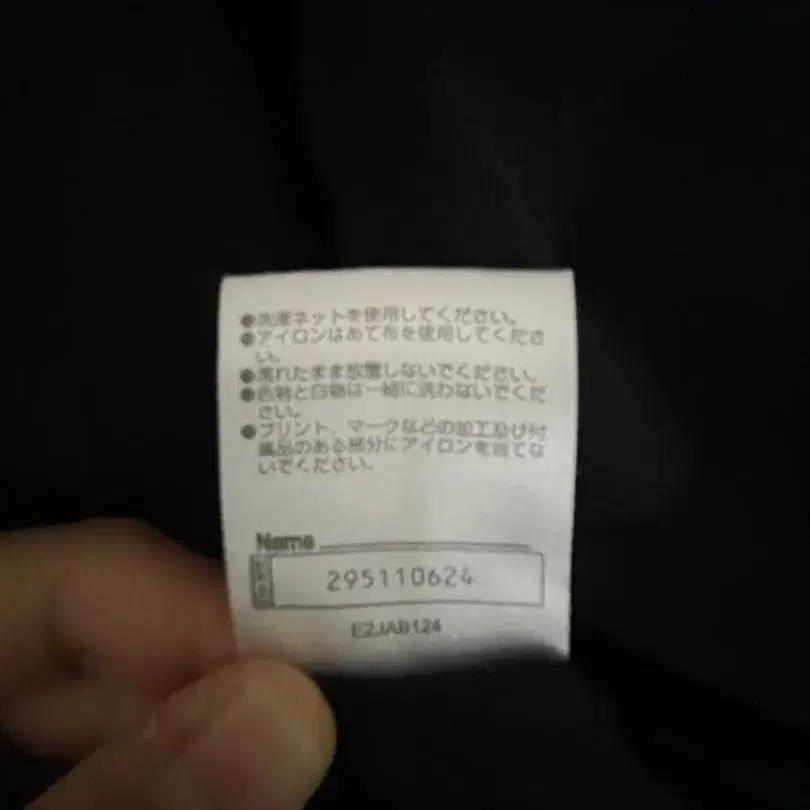 ●洗濯ネットを使用してください。
●アイロンはあて布を使用してくださ
い。
●濡れたまま放置しないでください。
●色物と白物は一緒に洗わないでくだ
さい。
●プリント、マークなどの加工及び付
属品のある部分にアイロンを当てな
いでください。
Name
295110624
E2JAB124